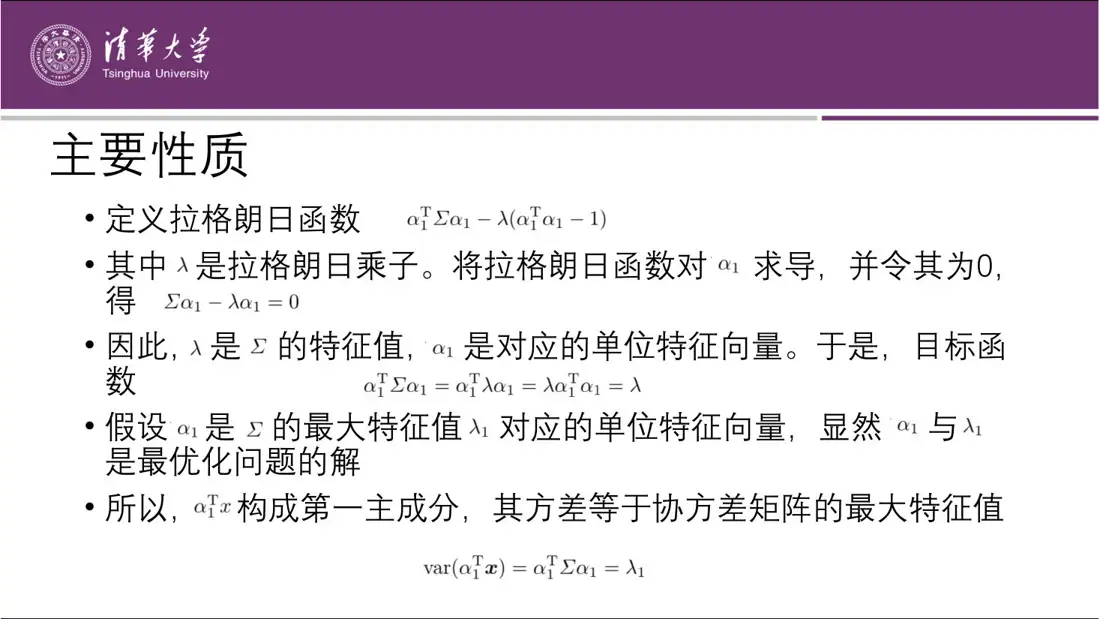 清华大学
Tsinghua University
主要性质
• 定义拉格朗日函数 α₁ᵀΣα₁ − λ(α₁ᵀα₁ − 1)
• 其中 λ 是拉格朗日乘子。将拉格朗日函数对 α₁ 求导，并令其为0，
得 Σα₁ − λα₁ = 0
• 因此, λ 是 Σ 的特征值, α₁ 是对应的单位特征向量。于是，目标函
数 α₁ᵀΣα₁ = α₁ᵀλα₁ = λα₁ᵀα₁ = λ
• 假设 α₁ 是 Σ 的最大特征值 λ₁ 对应的单位特征向量，显然 α₁ 与 λ₁
是最优化问题的解
• 所以, α₁ᵀx 构成第一主成分，其方差等于协方差矩阵的最大特征值
var(α₁ᵀx) = α₁ᵀΣα₁ = λ₁